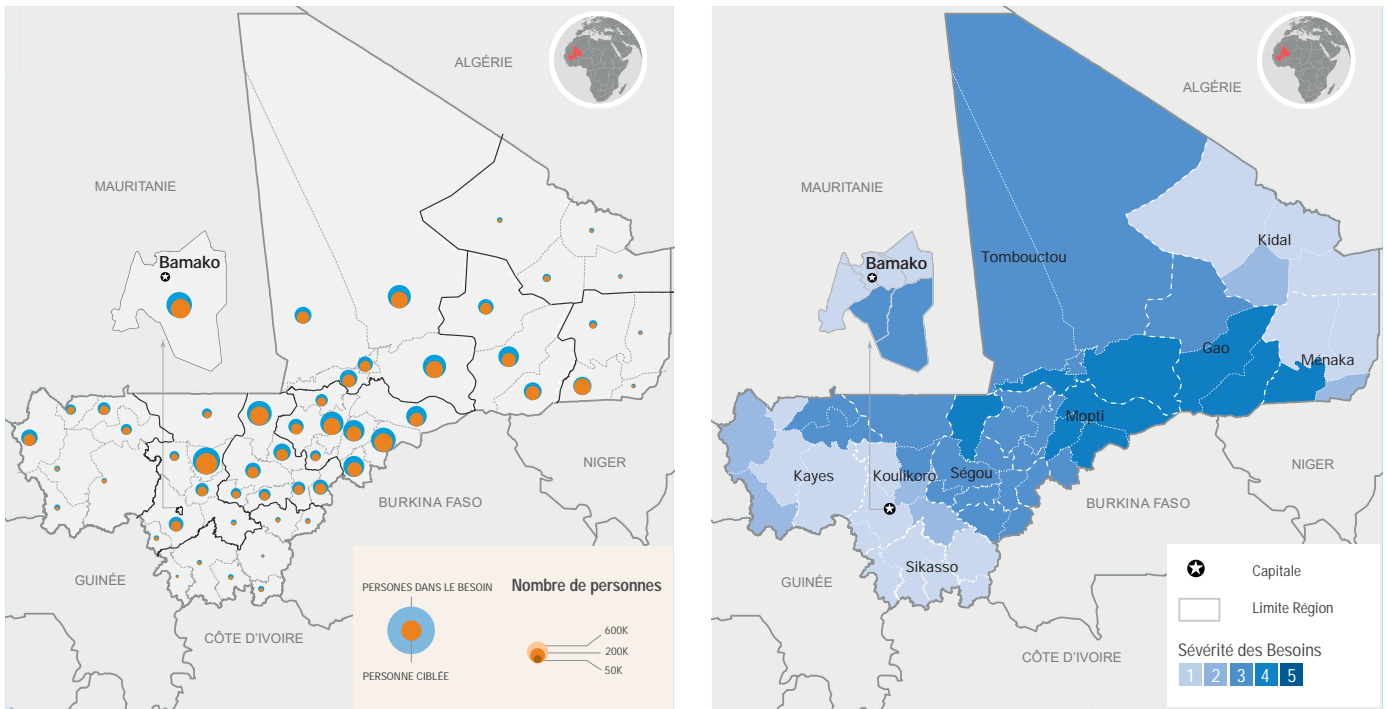 ALGÉRIE
MAURITANIE
Bamako
NIGER
BURKINA FASO
GUINÉE
CÔTE D'IVOIRE
PERSONES DANS LE BESOIN
PERSONNE CIBLÉE
Nombre de personnes
600K
200K
50K
ALGÉRIE
MAURITANIE
Kidal
Tombouctou
Bamako
Gao
Ménaka
Mopti
NIGER
Kayes
Koulikoro
Ségou
BURKINA FASO
Sikasso
GUINÉE
CÔTE D'IVOIRE
Capitale
Limite Région
Sévérité des Besoins
1 2 3 4 5